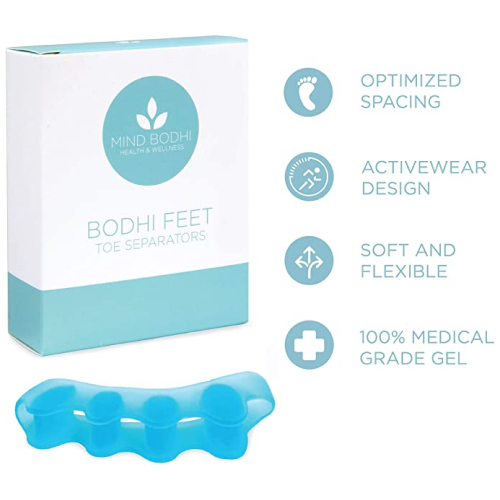 MIND BODHI
HEALTH & WELLNESS
BODHI FEET
TOE SEPARATORS
OPTIMIZED
SPACING
ACTIVEWEAR
DESIGN
SOFT AND
FLEXIBLE
100% MEDICAL
GRADE GEL